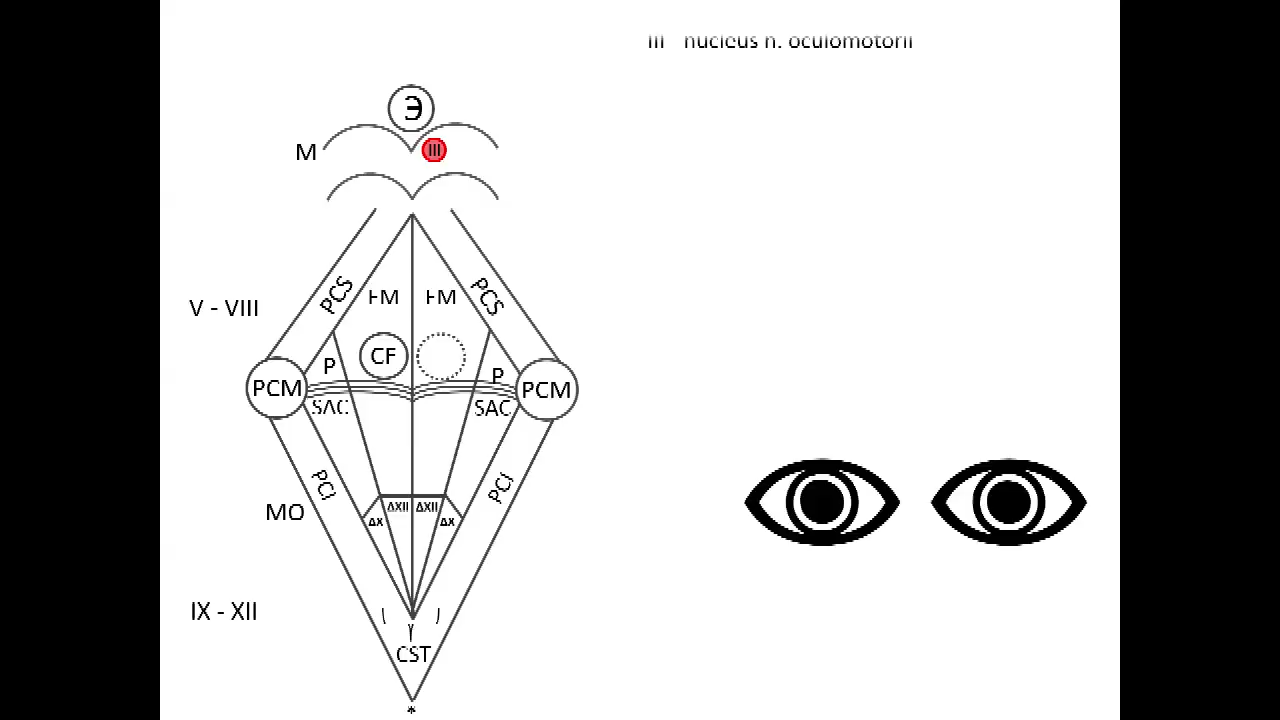 III nucleus n. oculomotorii
Э
M
III
PCS
PCS
FM
FM
V - VIII
P
CF
P
PCM
PCM
SAC
SAC
PCI
PCI
MO
ΔXII
ΔXII
ΔX
ΔX
IX - XII
CST
*